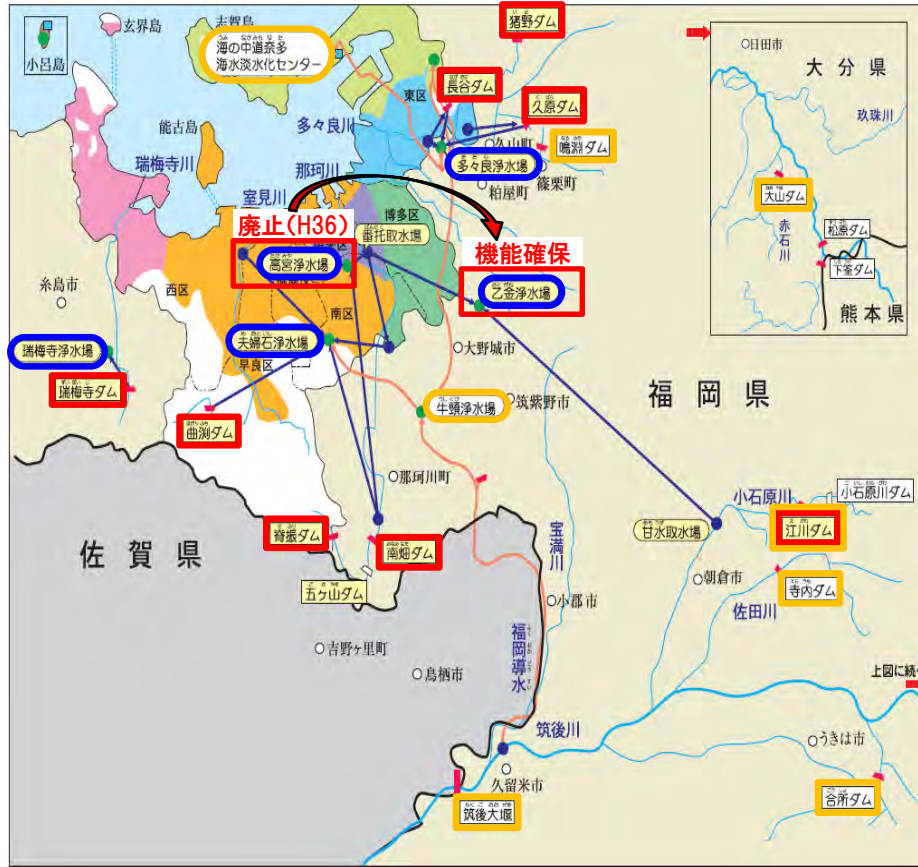 玄界島
志賀島
小呂島
海の中道奈多
海水淡水化センター
猪野ダム
長谷ダム
久原ダム
東区
多々良川
久山町
鳴淵ダム
能古島
瑞梅寺川
那珂川
多々良浄水場
篠栗町
粕屋町
室見川
廃止(H36)
博多区
番托取水場
機能確保
高宮浄水場
乙金浄水場
糸島市
西区
南区
夫婦石浄水場
早良区
大野城市
瑞梅寺浄水場
瑞梅寺ダム
曲渕ダム
牛頸浄水場
筑紫野市
福岡県
那珂川町
小石原川
小石原川ダム
江川ダム
甘水取水場
佐賀県
脊振ダム
南畑ダム
宝満川
朝倉市
寺内ダム
五ケ山ダム
小郡市
佐田川
吉野ヶ里町
福岡導水
ふくおかどうすい
鳥栖市
上図に続く
筑後川
うきは市
久留米市
筑後大堰
合所ダム
日田市
大分県
玖珠川
大山ダム
赤石川
松原ダム
下筌ダム
熊本県